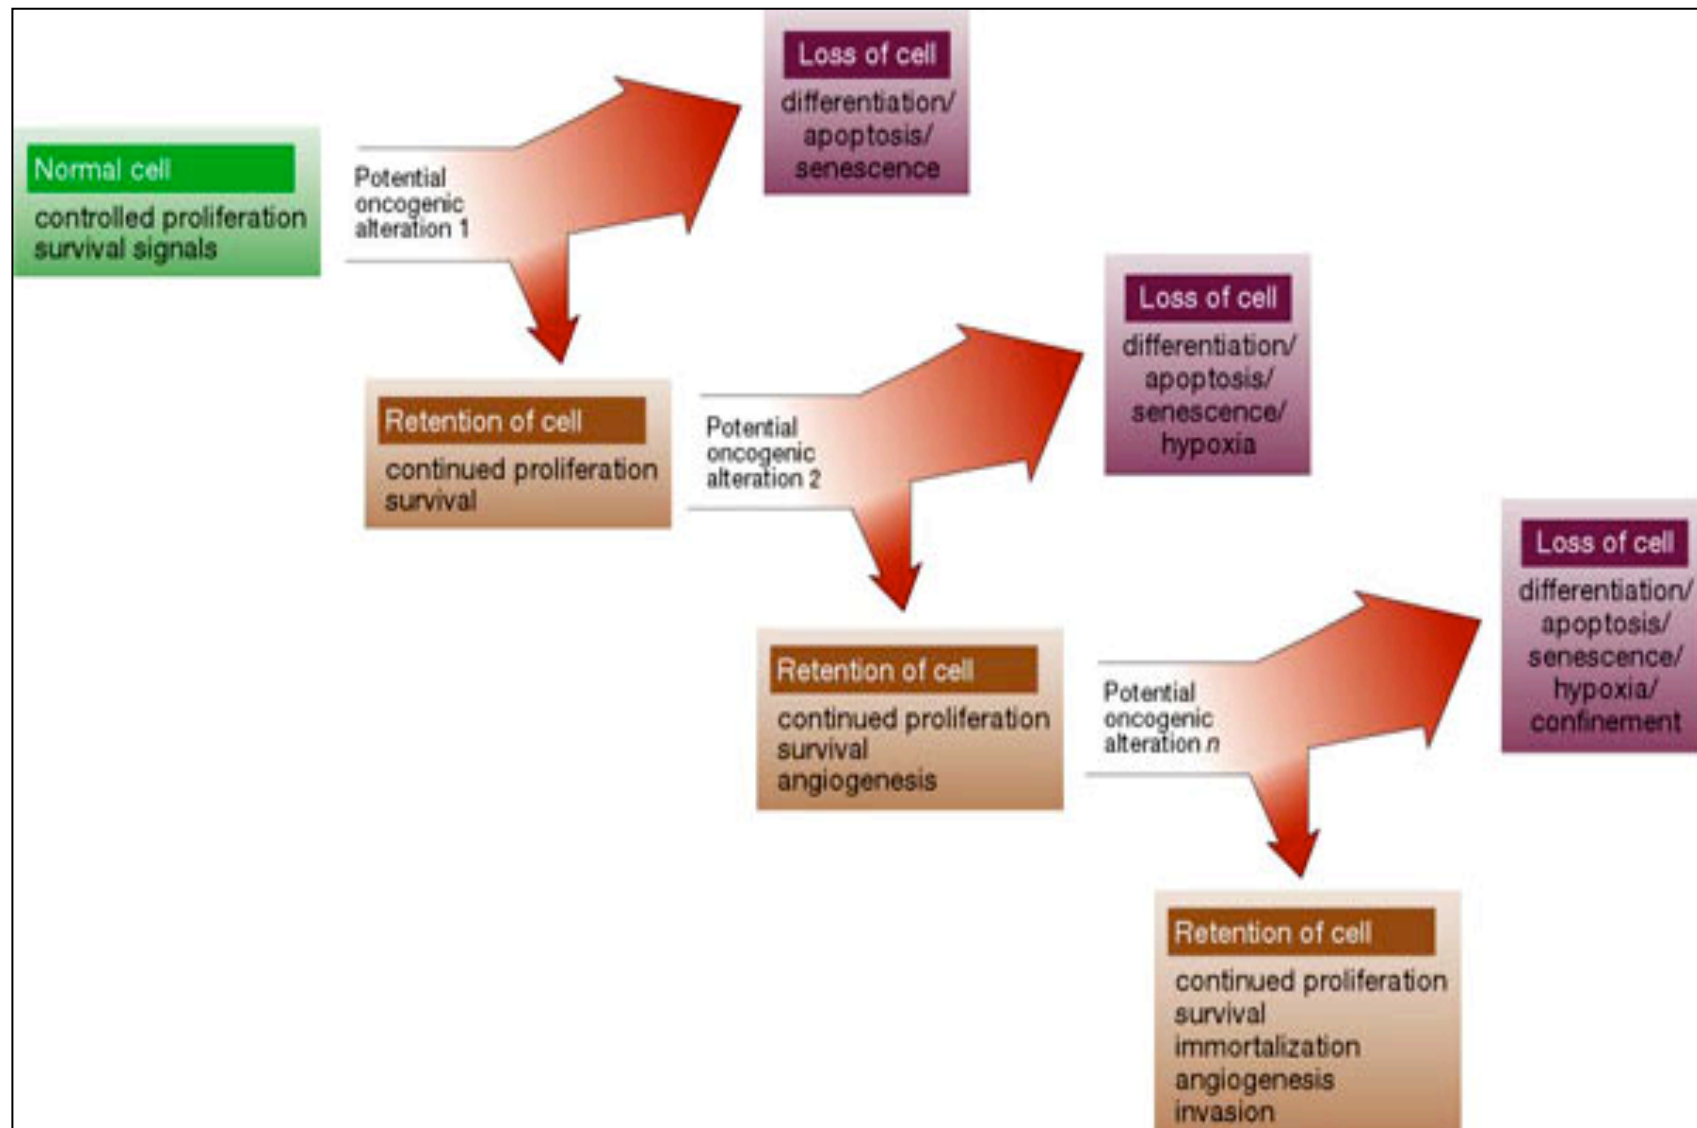 Normal cell
controlled proliferation
survival signals
Potential
oncogenic
alteration 1
Loss of cell
differentiation/
apoptosis/
senescence
Retention of cell
continued proliferation
survival
Potential
oncogenic
alteration 2
Loss of cell
differentiation/
apoptosis/
senescence/
hypoxia
Retention of cell
continued proliferation
survival
angiogenesis
Potential
oncogenic
alteration n
Loss of cell
differentiation/
apoptosis/
senescence/
hypoxia/
confinement
Retention of cell
continued proliferation
survival
immortalization
angiogenesis
invasion